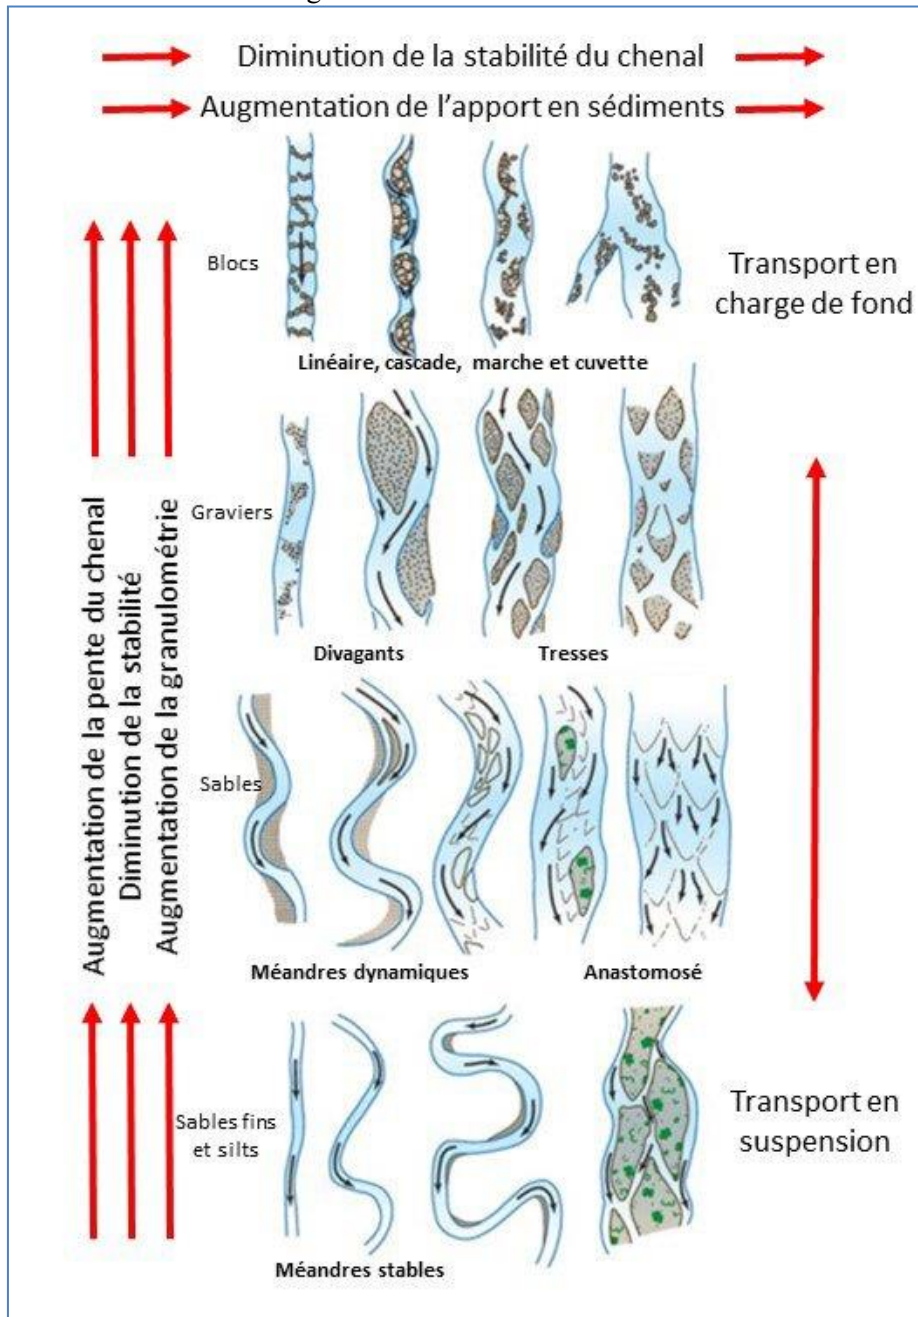 Diminution de la stabilité du chenal
Augmentation de l'apport en sédiments
Blocs
Transport en
charge de fond
Linéaire, cascade, marche et cuvette
Graviers
Divagants
Tresses
Augmentation de la pente du chenal
Diminution de la stabilité
Augmentation de la granulométrie
Sables
Méandres dynamiques
Anastomosé
Sables fins
et silts
Transport en
suspension
Méandres stables